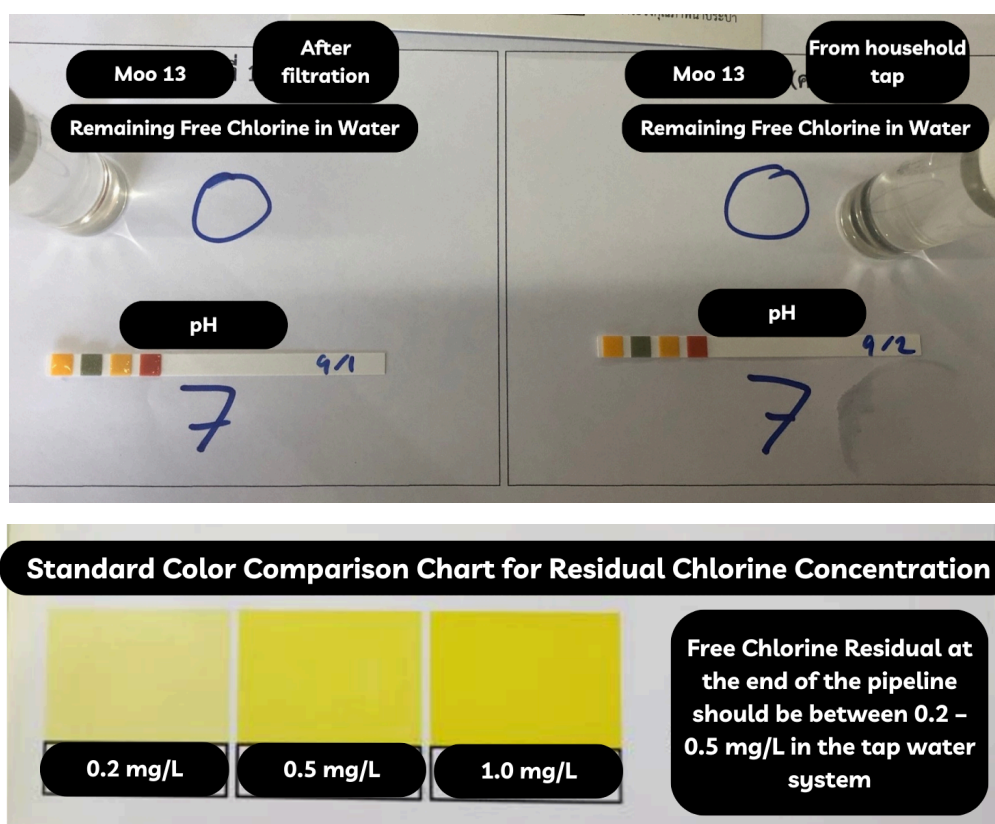 Moo 13
After
filtration
Remaining Free Chlorine in Water
0
pH
9/1
7
Moo 13
From household
tap
Remaining Free Chlorine in Water
0
pH
9/2
7
Standard Color Comparison Chart for Residual Chlorine Concentration
0.2 mg/L
0.5 mg/L
1.0 mg/L
Free Chlorine Residual at
the end of the pipeline
should be between 0.2 –
0.5 mg/L in the tap water
system